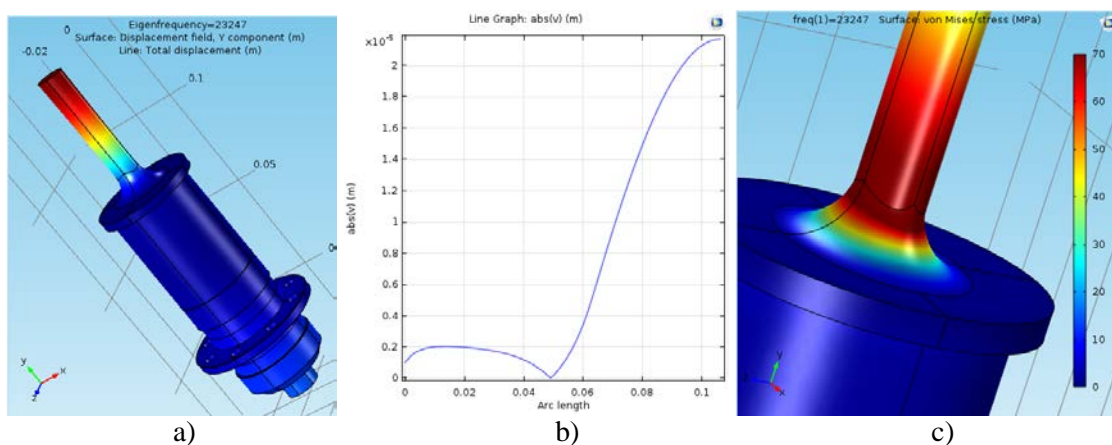 Eigenfrequency=23247
Surface: Displacement field, Y component (m)
Line: Total displacement (m)
0
-0.02
0.1
0.05
0
y
x
z
Line Graph: abs(v) (m)
×10⁻⁵
2
1.8
1.6
1.4
1.2
1
0.8
0.6
0.4
0.2
0
abs(v) (m)
0
0.02
0.04
0.06
0.08
0.1
Arc length
freq(1)=23247 Surface: von Mises stress (MPa)
70
60
50
40
30
20
10
0
y
x
a)
b)
c)